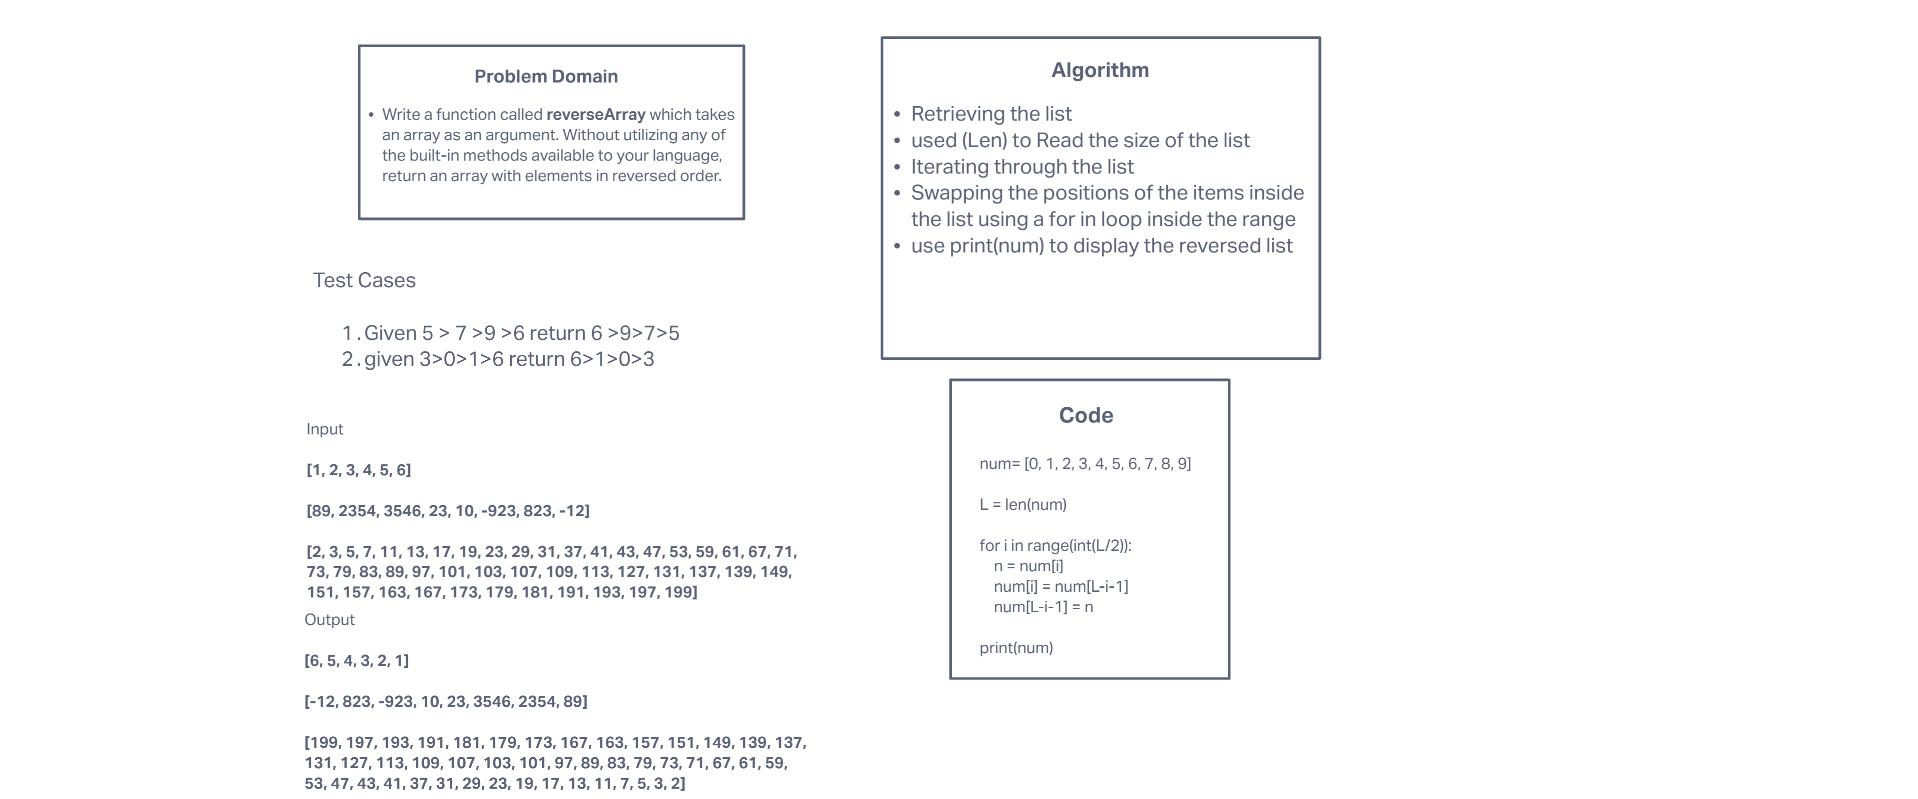 Problem Domain
• Write a function called reverseArray which takes
an array as an argument. Without utilizing any of
the built-in methods available to your language,
return an array with elements in reversed order.
Test Cases
1. Given 5 > 7 >9 >6 return 6 >9>7>5
2. given 3>0>1>6 return 6>1>0>3
Input
[1, 2, 3, 4, 5, 6]
[89, 2354, 3546, 23, 10, -923, 823, -12]
[2, 3, 5, 7, 11, 13, 17, 19, 23, 29, 31, 37, 41, 43, 47, 53, 59, 61, 67, 71,
73, 79, 83, 89, 97, 101, 103, 107, 109, 113, 127, 131, 137, 139, 149,
151, 157, 163, 167, 173, 179, 181, 191, 193, 197, 199]
Output
[6, 5, 4, 3, 2, 1]
[-12, 823, -923, 10, 23, 3546, 2354, 89]
[199, 197, 193, 191, 181, 179, 173, 167, 163, 157, 151, 149, 139, 137,
131, 127, 113, 109, 107, 103, 101, 97, 89, 83, 79, 73, 71, 67, 61, 59,
53, 47, 43, 41, 37, 31, 29, 23, 19, 17, 13, 11, 7, 5, 3, 2]
Algorithm
• Retrieving the list
• used (Len) to Read the size of the list
• Iterating through the list
• Swapping the positions of the items inside
the list using a for in loop inside the range
• use print(num) to display the reversed list
Code
num= [0, 1, 2, 3, 4, 5, 6, 7, 8, 9]
L = len(num)
for i in range(int(L/2)):
n = num[i]
num[i] = num[L-i-1]
num[L-i-1] = n
print(num)